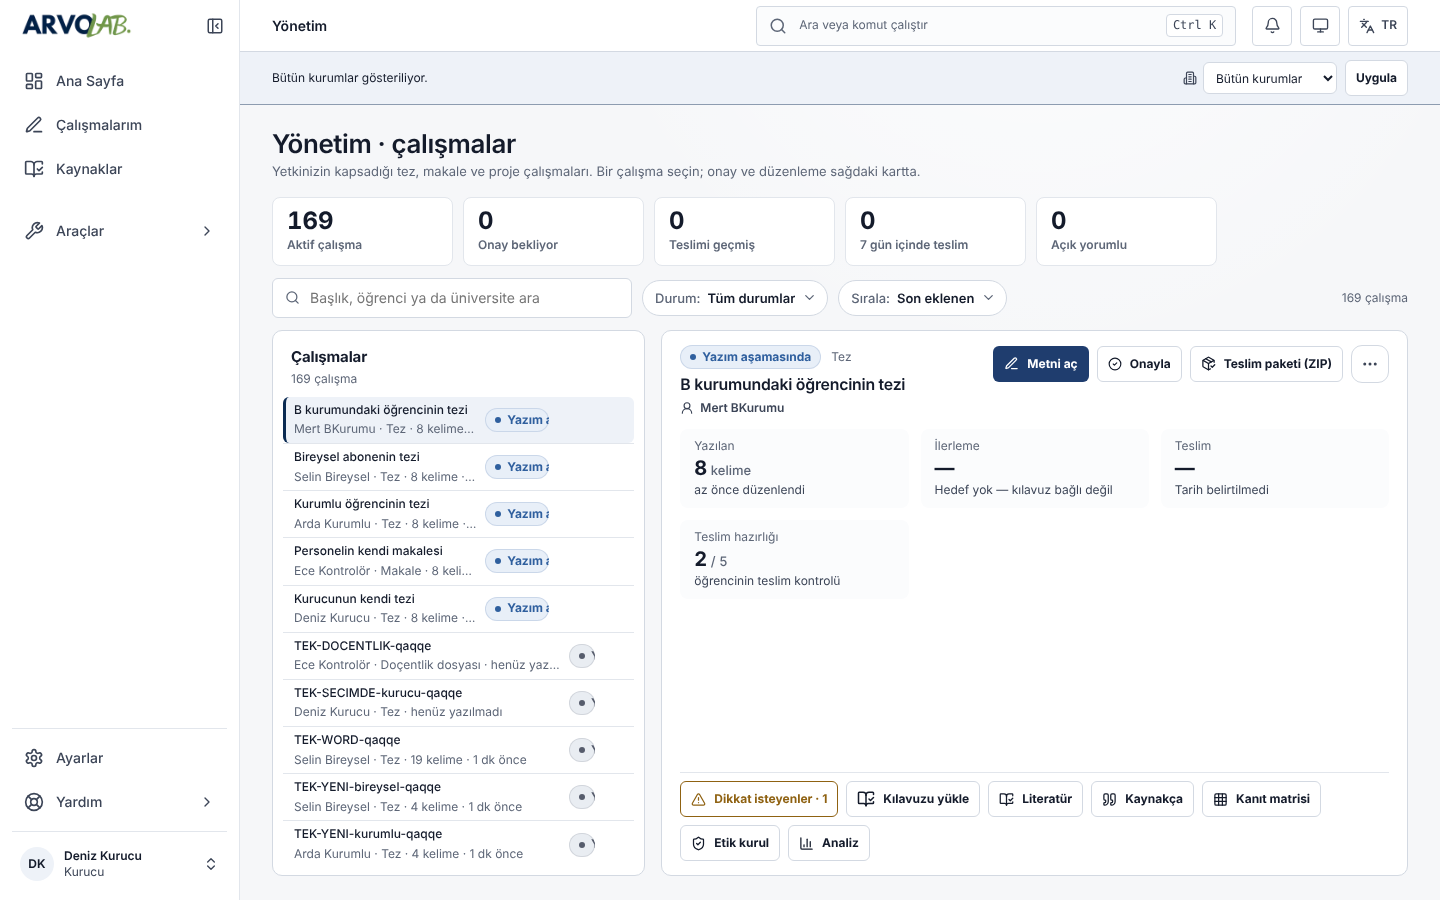 ARVOLAB.
Yönetim
Ara veya komut çalıştır
Ctrl K
TR
Ana Sayfa
Çalışmalarım
Kaynaklar
Araçlar
Ayarlar
Yardım
DK
Deniz Kurucu
Kurucu
Bütün kurumlar gösteriliyor.
Bütün kurumlar
Uygula
Yönetim · çalışmalar
Yetkinizin kapsadığı tez, makale ve proje çalışmaları. Bir çalışma seçin; onay ve düzenleme sağdaki kartta.
169
Aktif çalışma
0
Onay bekliyor
0
Teslimi geçmiş
0
7 gün içinde teslim
0
Açık yorumlu
Başlık, öğrenci ya da üniversite ara
Durum: Tüm durumlar
Sırala: Son eklenen
169 çalışma
Çalışmalar
169 çalışma
B kurumundaki öğrencinin tezi
Mert BKurumu · Tez · 8 kelime...
Yazım a
Bireysel abonenin tezi
Selin Bireysel · Tez · 8 kelime ·...
Yazım a
Kurumlu öğrencinin tezi
Arda Kurumlu · Tez · 8 kelime ·...
Yazım a
Personelin kendi makalesi
Ece Kontrolör · Makale · 8 keli...
Yazım a
Kurucunun kendi tezi
Deniz Kurucu · Tez · 8 kelime ·...
Yazım a
TEK-DOCENTLIK-qaqqe
Ece Kontrolör · Doçentlik dosyası · henüz yaz...
TEK-SECIMDE-kurucu-qaqqe
Deniz Kurucu · Tez · henüz yazılmadı
TEK-WORD-qaqqe
Selin Bireysel · Tez · 19 kelime · 1 dk önce
TEK-YENI-bireysel-qaqqe
Selin Bireysel · Tez · 4 kelime · 1 dk önce
TEK-YENI-kurumlu-qaqqe
Arda Kurumlu · Tez · 4 kelime · 1 dk önce
Yazım aşamasında
Tez
B kurumundaki öğrencinin tezi
Mert BKurumu
Metni aç
Onayla
Teslim paketi (ZIP)
Yazılan
8 kelime
az önce düzenlendi
İlerleme
—
Hedef yok — kılavuz bağlı değil
Teslim
—
Tarih belirtilmedi
Teslim hazırlığı
2 / 5
öğrencinin teslim kontrolü
Dikkat isteyenler · 1
Kılavuzu yükle
Literatür
Kaynakça
Kanıt matrisi
Etik kurul
Analiz